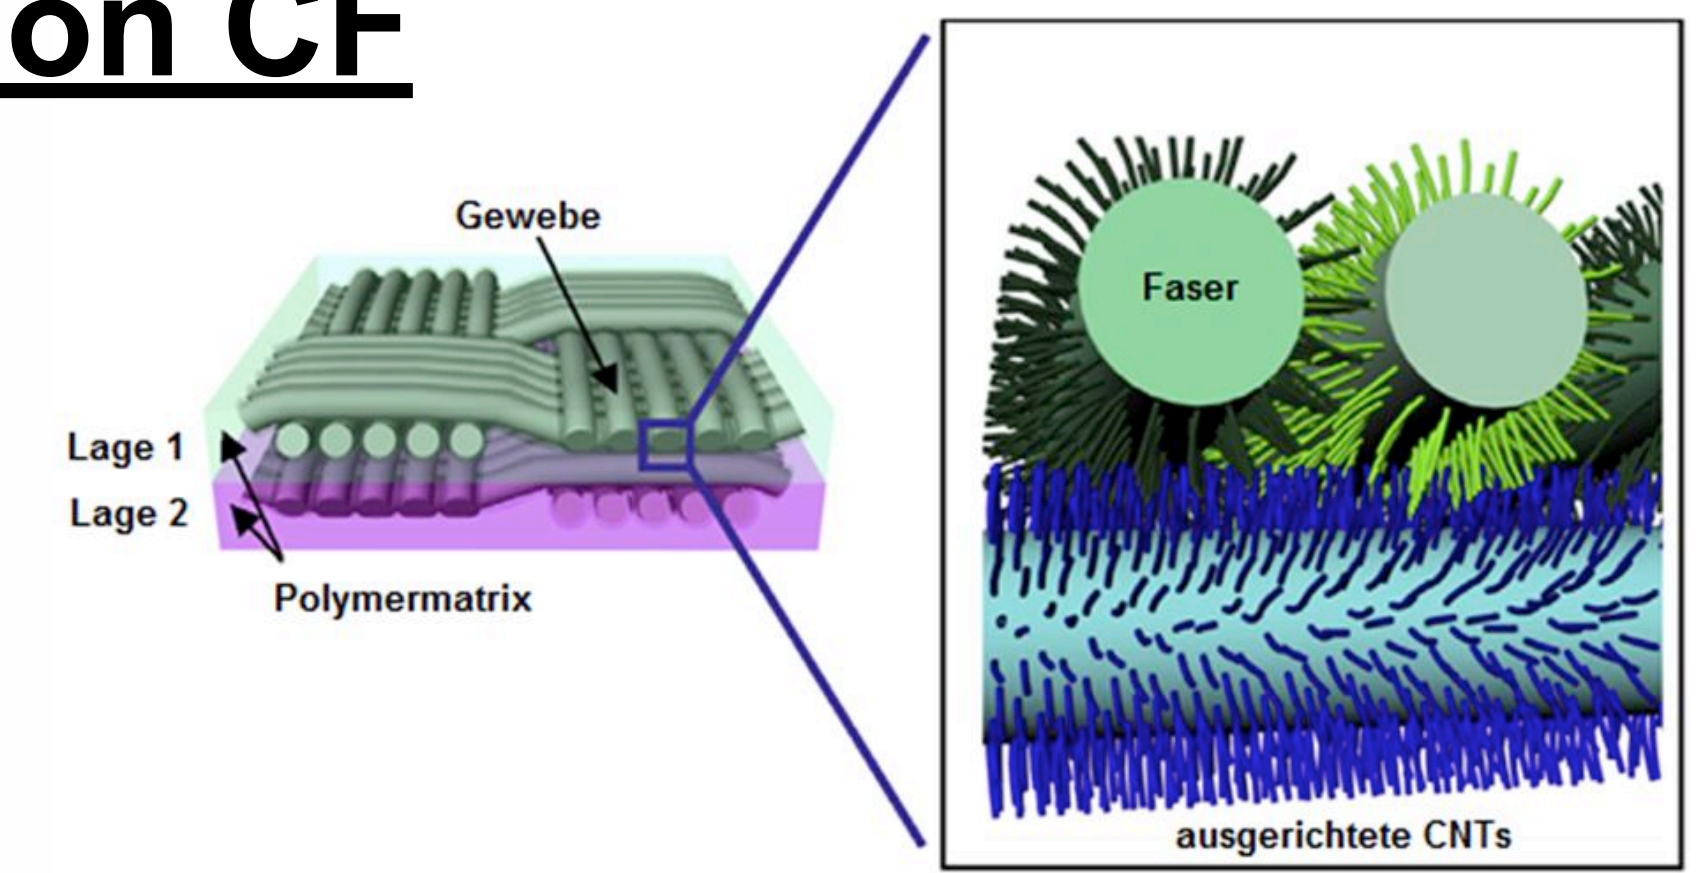 on CF
Gewebe
Faser
Lage 1
Lage 2
Polymermatrix
ausgerichtete CNTs